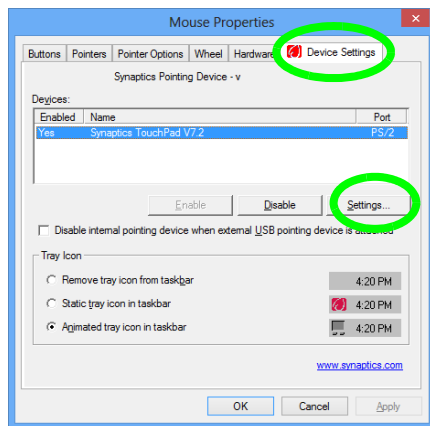 Mouse Properties
Buttons Pointers Pointer Options Wheel Hardware Device Settings
Synaptics Pointing Device - v
Devices:
Enabled Name Port
Yes Synaptics TouchPad V7.2 PS/2
Enable Disable Settings...
Disable internal pointing device when external USB pointing device is attached
Tray Icon
Remove tray icon from taskbar 4:20 PM
Static tray icon in taskbar 4:20 PM
Animated tray icon in taskbar 4:20 PM
www.synaptics.com
OK Cancel Apply